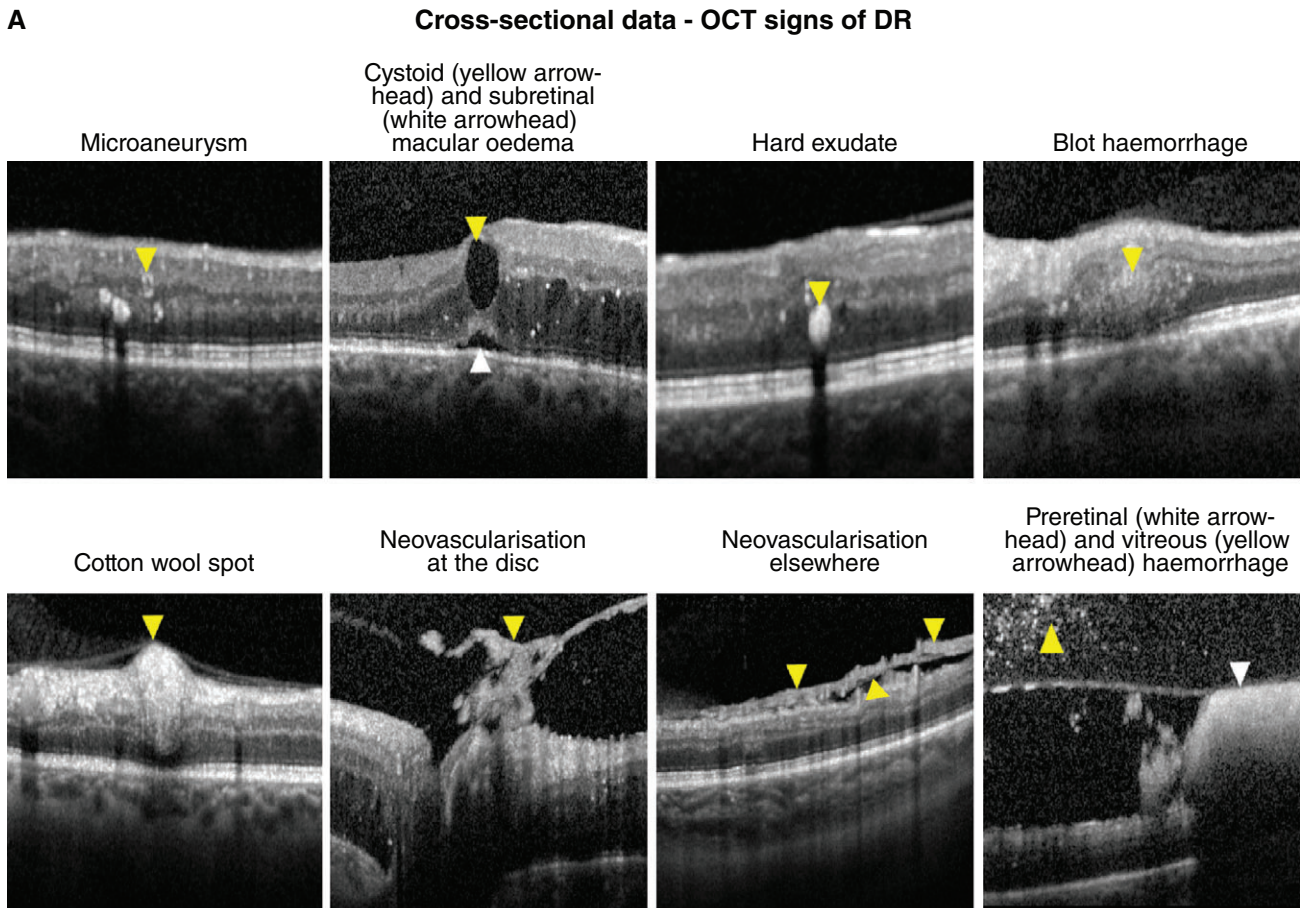 A
Cross-sectional data - OCT signs of DR
Microaneurysm
Cystoid (yellow arrow-
head) and subretinal
(white arrowhead)
macular oedema
Hard exudate
Blot haemorrhage
Cotton wool spot
Neovascularisation
at the disc
Neovascularisation
elsewhere
Preretinal (white arrow-
head) and vitreous (yellow
arrowhead) haemorrhage